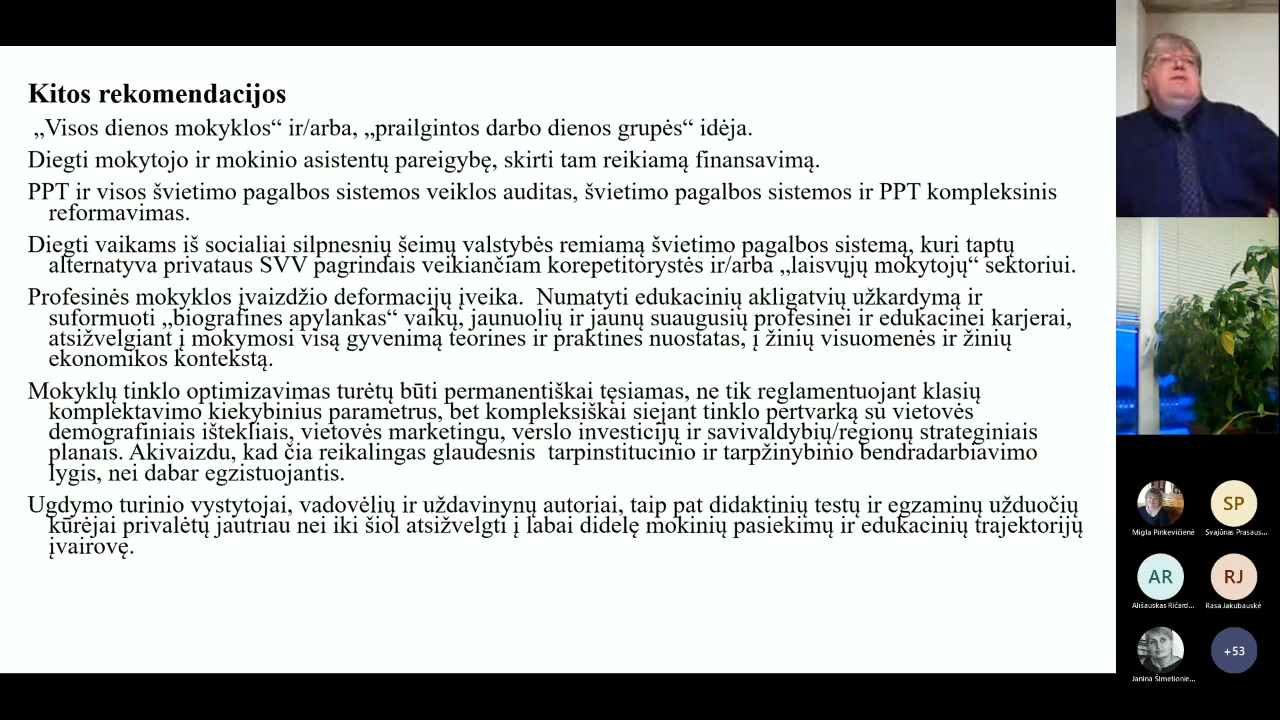 Kitos rekomendacijos
„Visos dienos mokyklos“ ir/arba, „prailgintos darbo dienos grupės“ idėja.
Diegti mokytojo ir mokinio asistentų pareigybę, skirti tam reikiamą finansavimą.
PPT ir visos švietimo pagalbos sistemos veiklos auditas, švietimo pagalbos sistemos ir PPT kompleksinis
reformavimas.
Diegti vaikams iš socialiai silpnesnių šeimų valstybės remiamą švietimo pagalbos sistemą, kuri taptų
alternatyva privataus SVV pagrindais veikiančiam korepetitorystės ir/arba „laisvųjų mokytojų“ sektoriui.
Profesinės mokyklos įvaizdžio deformacijų įveika. Numatyti edukacinių akligatvių užkardymą ir
suformuoti „biografines apylankas“ vaikų, jaunuolių ir jaunų suaugusių profesinei ir edukacinei karjerai,
atsižvelgiant į mokymosi visą gyvenimą teorines ir praktines nuostatas, į žinių visuomenės ir žinių
ekonomikos kontekstą.
Mokyklų tinklo optimizavimas turėtų būti permanentiškai tęsiamas, ne tik reglamentuojant klasių
komplektavimo kiekybinius parametrus, bet kompleksiškai siejant tinklo pertvarką su vietovės
demografiniais ištekliais, vietovės marketingu, verslo investicijų ir savivaldybių/regionų strateginiais
planais. Akivaizdu, kad čia reikalingas glaudesnis tarpinstitucinio ir tarpžinybinio bendradarbiavimo
lygis, nei dabar egzistuojantis.
Ugdymo turinio vystytojai, vadovėlių ir uždavinynų autoriai, taip pat didaktinių testų ir egzaminų užduočių
kūrėjai privalėtų jautriau nei iki šiol atsižvelgti į labai didelę mokinių pasiekimų ir edukacinių trajektorijų
įvairovę.
SP
Migla Pinkevičienė
Svajūnas Prasaus...
AR
RJ
Ališauskas Ričard...
Rasa Jakubauskė
+53
Janina Šimelionie...